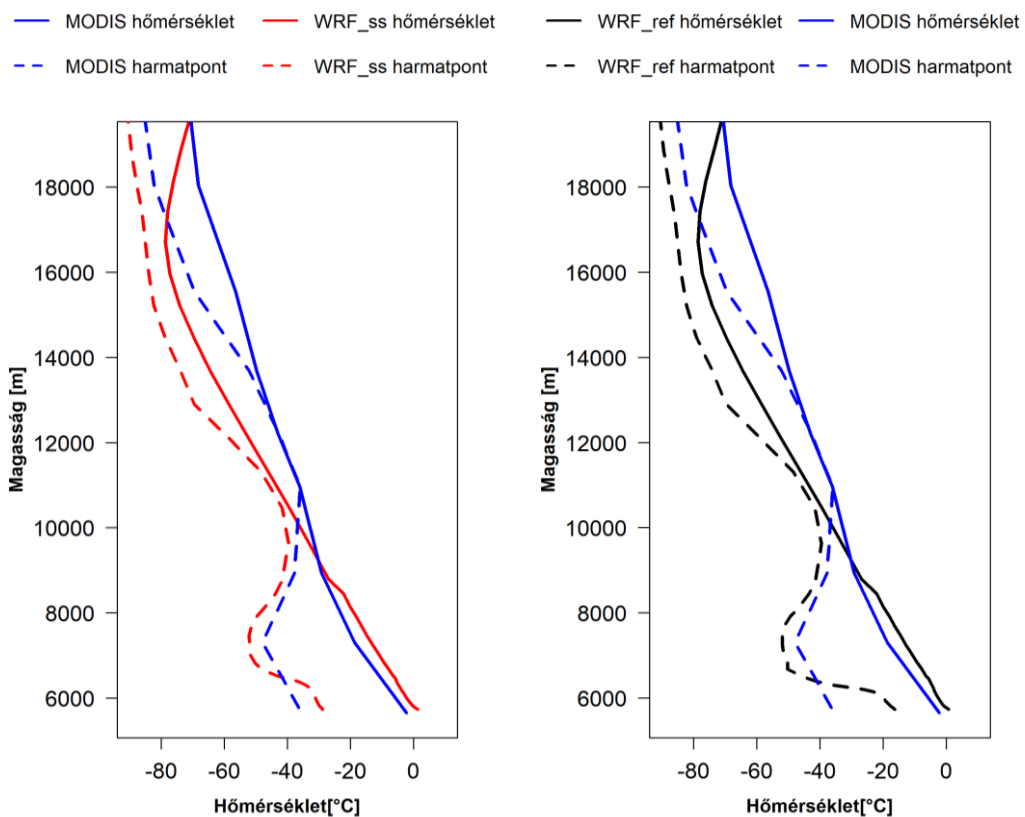 MODIS hőmérséklet WRF_ss hőmérséklet
MODIS harmatpont WRF_ss harmatpont
Magasság [m]
18000
16000
14000
12000
10000
8000
6000
-80 -60 -40 -20 0
Hőmérséklet[°C]
WRF_ref hőmérséklet MODIS hőmérséklet
WRF_ref harmatpont MODIS harmatpont
Magasság [m]
18000
16000
14000
12000
10000
8000
6000
-80 -60 -40 -20 0
Hőmérséklet[°C]